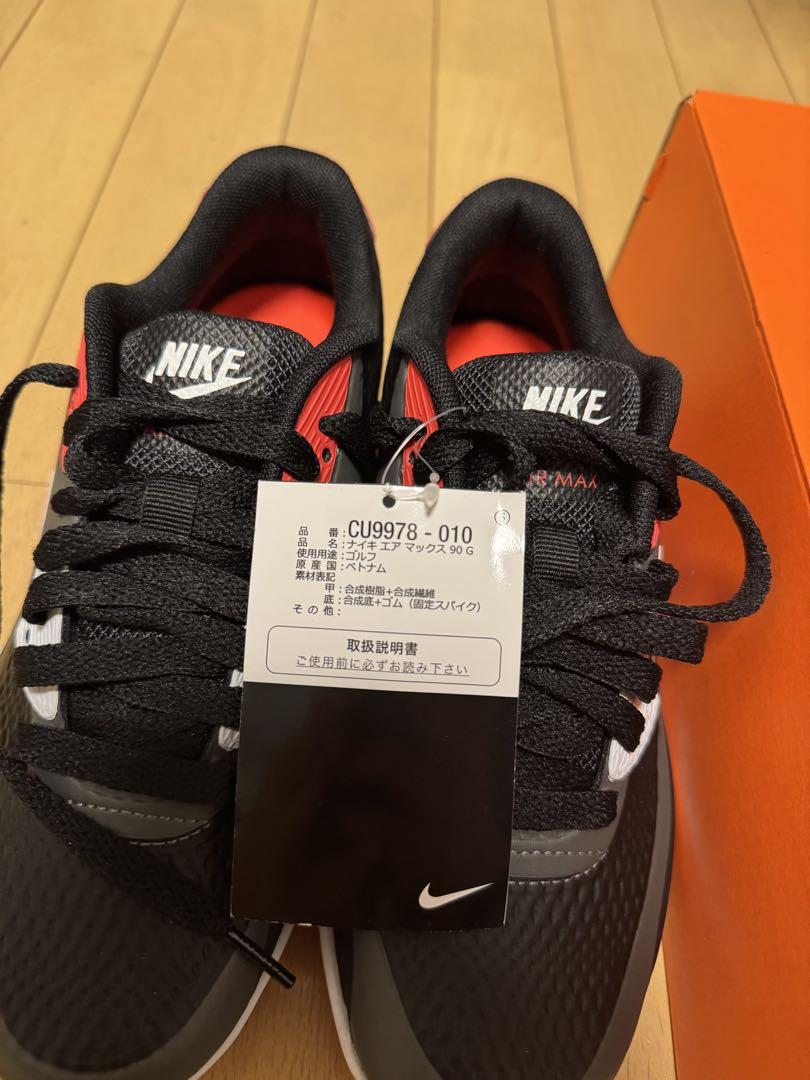 NIKE
NIKE
AIR MAX
6
品 番 : CU9978 - 010
品 名 : ナイキ エア マックス 90 G
使用用途 : ゴルフ
原 産 国 : ベトナム
素材表記
甲 : 合成樹脂+合成繊維
底 : 合成底+ゴム（固定スパイク）
そ の 他 :
取扱説明書
ご使用前に必ずお読み下さい